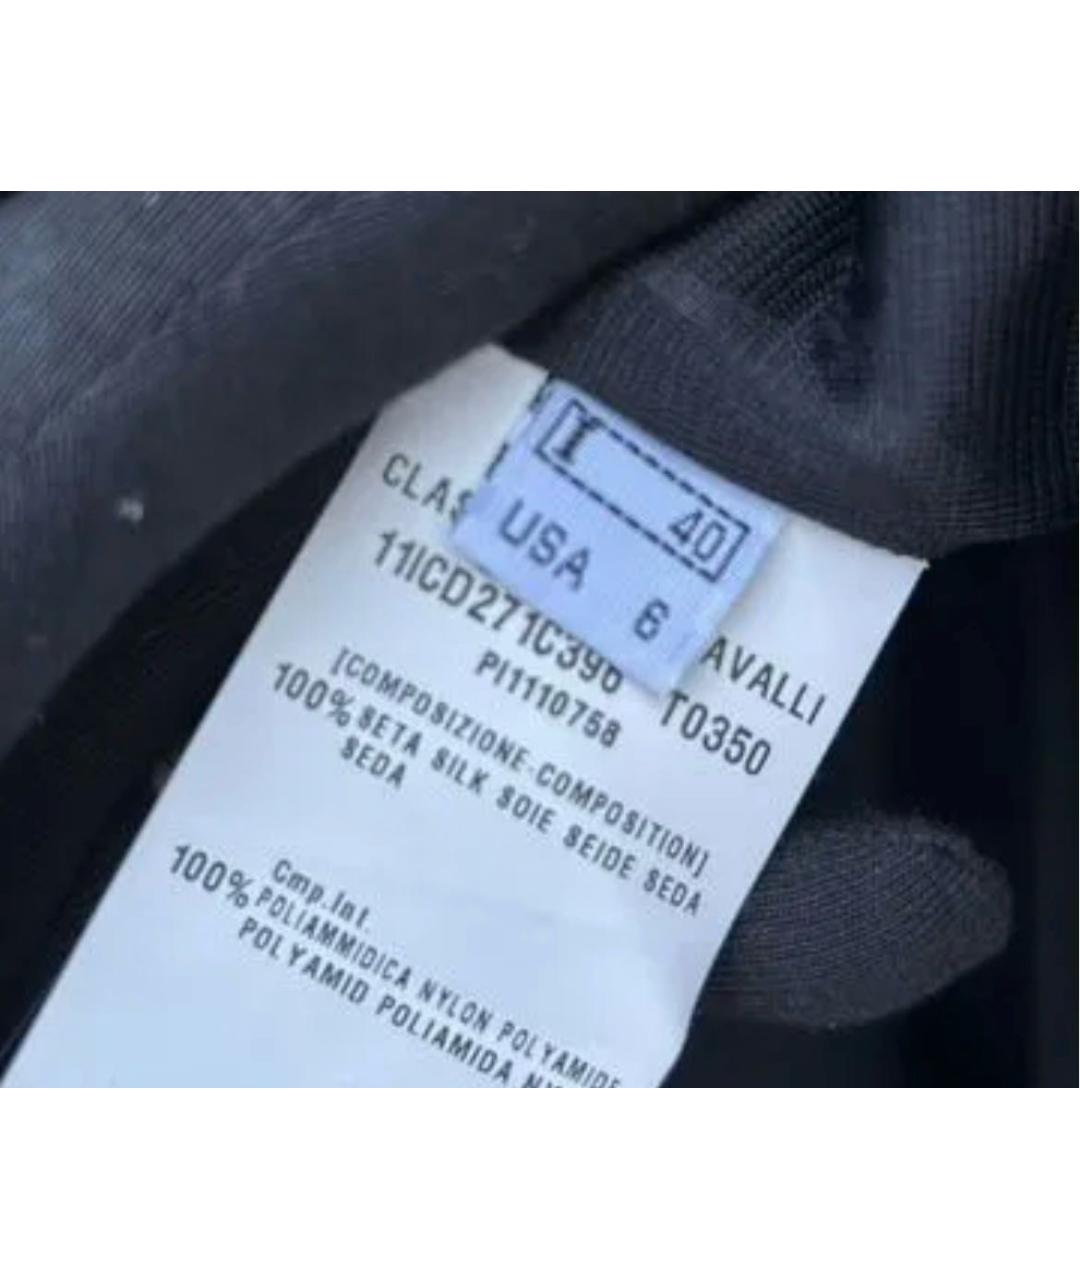 I 40
USA 6
CLAS AVALLI
11ICD271C396 T0350
PI1110758
[COMPOSIZIONE-COMPOSITION]
100% SETA SILK SOIE SEIDE SEDA
SEDA
Cmp.Int.
100% POLIAMMIDICA NYLON POLYAMIDE
POLYAMID POLIAMIDA